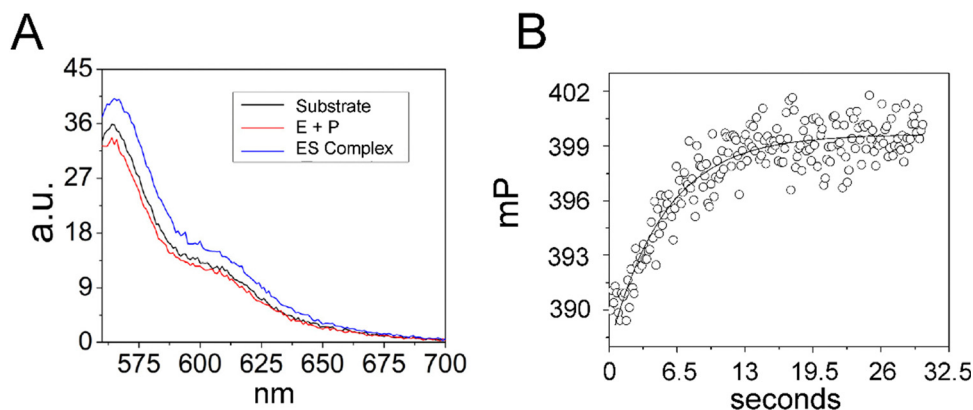 A
45
36
27
18
9
0
a.u.
Substrate
E + P
ES Complex
575 600 625 650 675 700
nm
B
402
399
396
393
390
mP
0 6.5 13 19.5 26 32.5
seconds